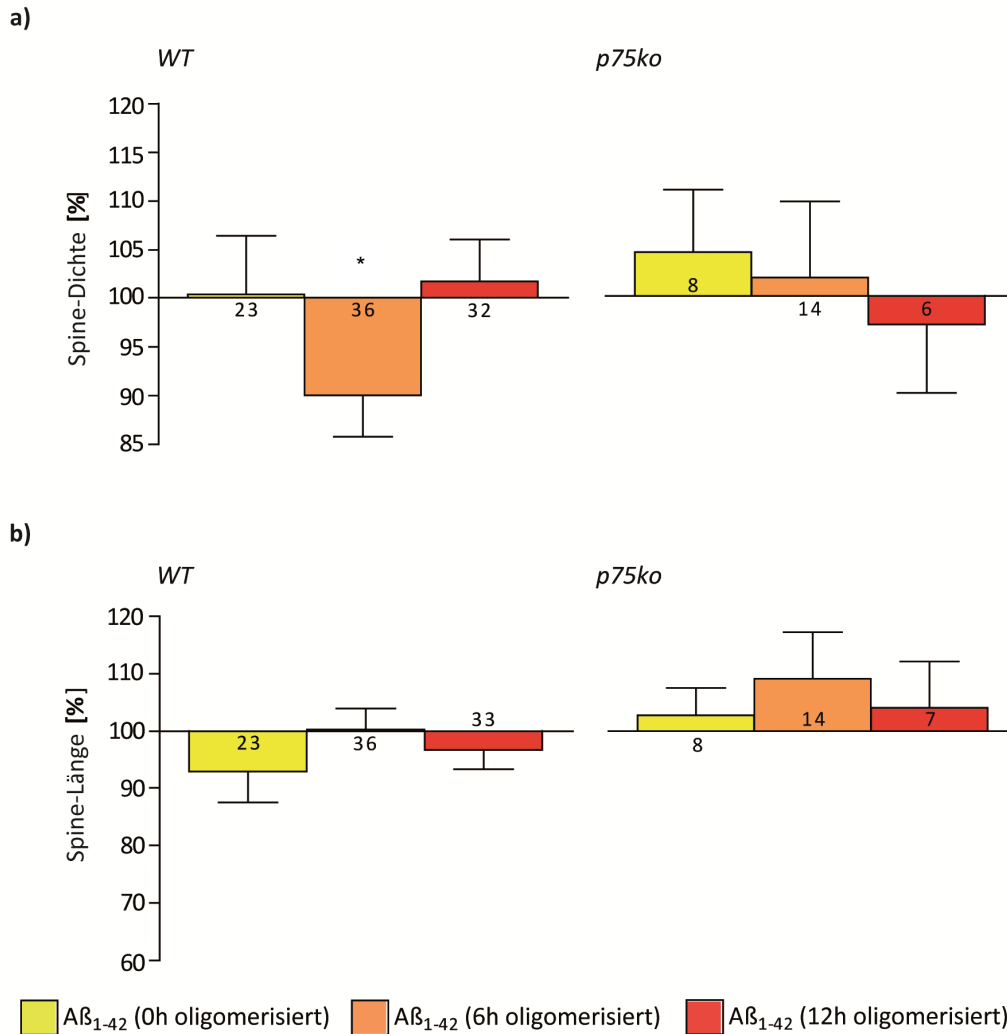 a)
WT p75ko
120
115
110
105
100
95
90
85
Spine-Dichte [%]
*
23 36 32
8 14 6
b)
WT p75ko
120
110
100
90
80
70
60
Spine-Länge [%]
23 36 33
8 14 7
Aß1-42 (0h oligomerisiert) Aß1-42 (6h oligomerisiert) Aß1-42 (12h oligomerisiert)